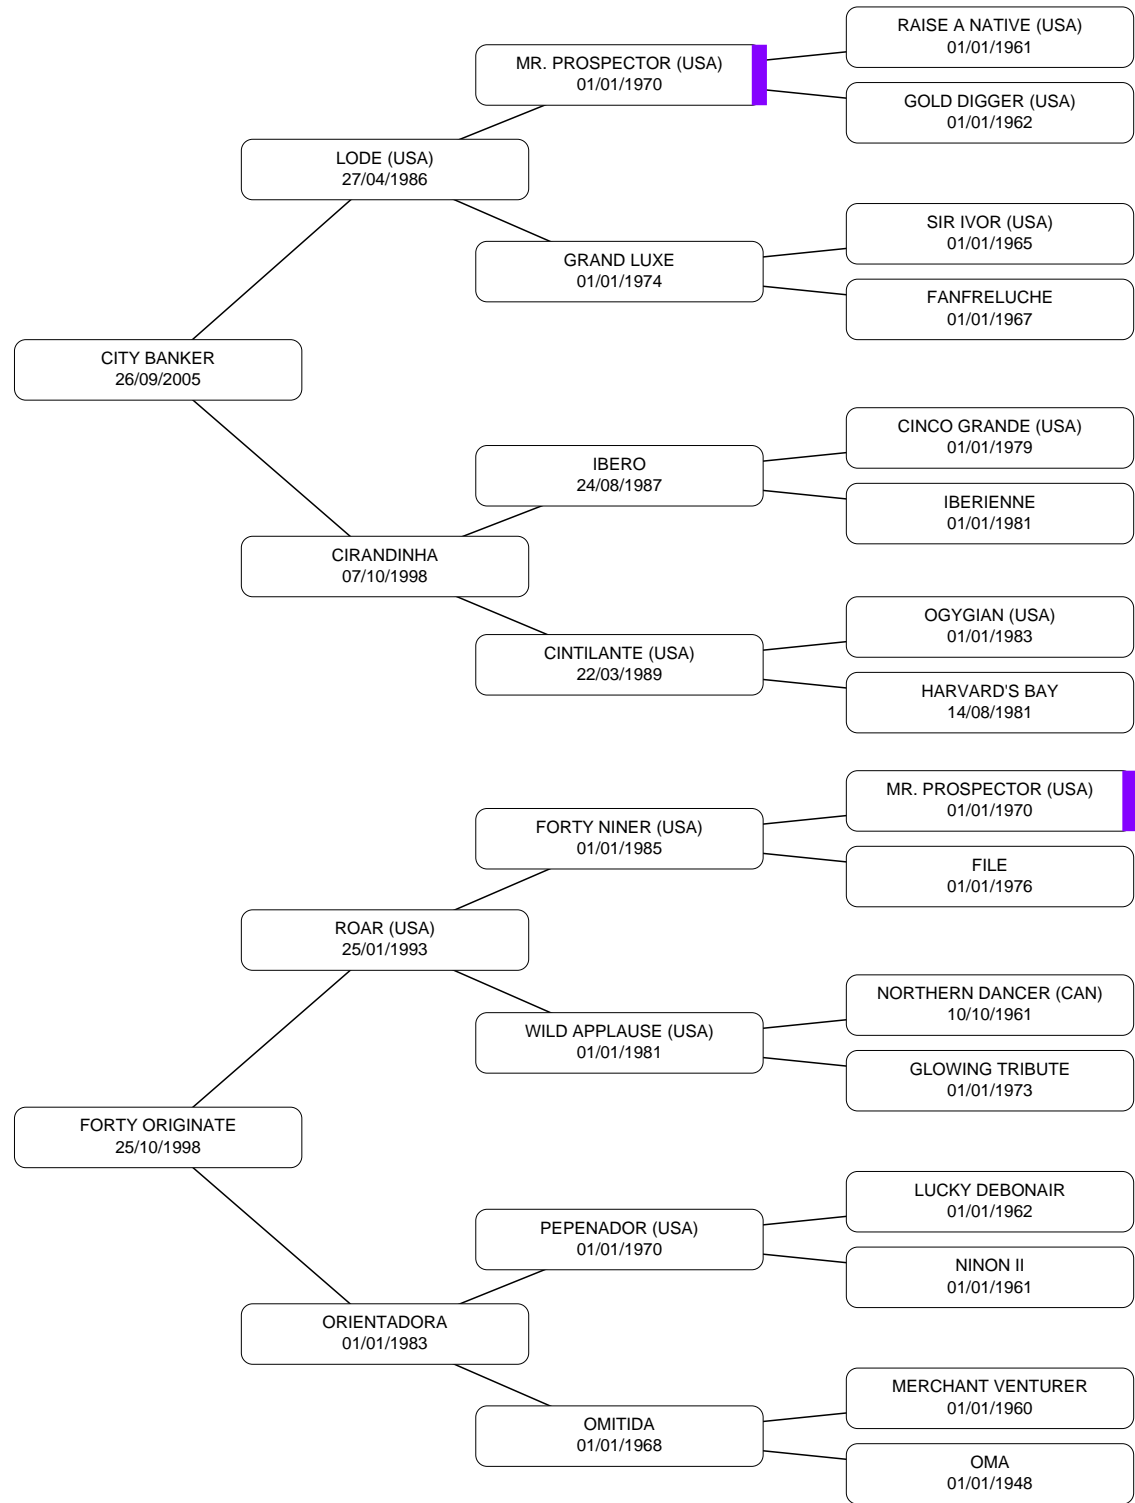 RAISE A NATIVE (USA)
01/01/1961
MR. PROSPECTOR (USA)
01/01/1970
GOLD DIGGER (USA)
01/01/1962
LODE (USA)
27/04/1986
SIR IVOR (USA)
01/01/1965
GRAND LUXE
01/01/1974
FANFRELUCHE
01/01/1967
CITY BANKER
26/09/2005
CINCO GRANDE (USA)
01/01/1979
IBERO
24/08/1987
IBERIENNE
01/01/1981
CIRANDINHA
07/10/1998
OGYGIAN (USA)
01/01/1983
CINTILANTE (USA)
22/03/1989
HARVARD'S BAY
14/08/1981
MR. PROSPECTOR (USA)
01/01/1970
FORTY NINER (USA)
01/01/1985
FILE
01/01/1976
ROAR (USA)
25/01/1993
NORTHERN DANCER (CAN)
10/10/1961
WILD APPLAUSE (USA)
01/01/1981
GLOWING TRIBUTE
01/01/1973
FORTY ORIGINATE
25/10/1998
LUCKY DEBONAIR
01/01/1962
PEPENADOR (USA)
01/01/1970
NINON II
01/01/1961
ORIENTADORA
01/01/1983
MERCHANT VENTURER
01/01/1960
OMITIDA
01/01/1968
OMA
01/01/1948